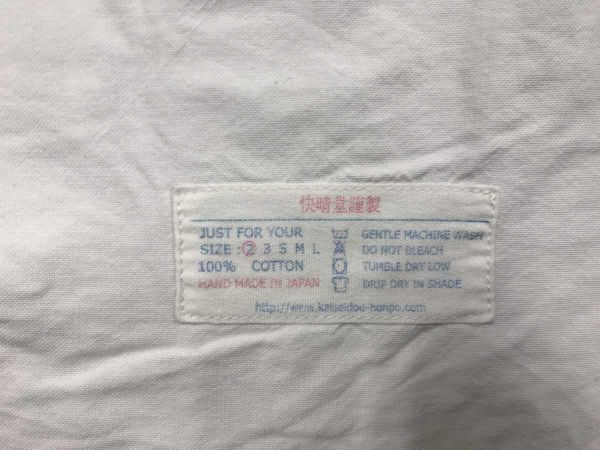 快晴堂謹製
JUST FOR YOUR
SIZE : 2 3 S M L
100% COTTON
HAND MADE IN JAPAN
GENTLE MACHINE WASH
DO NOT BLEACH
TUMBLE DRY LOW
DRIP DRY IN SHADE
http://www.kaiseidou-honpo.com